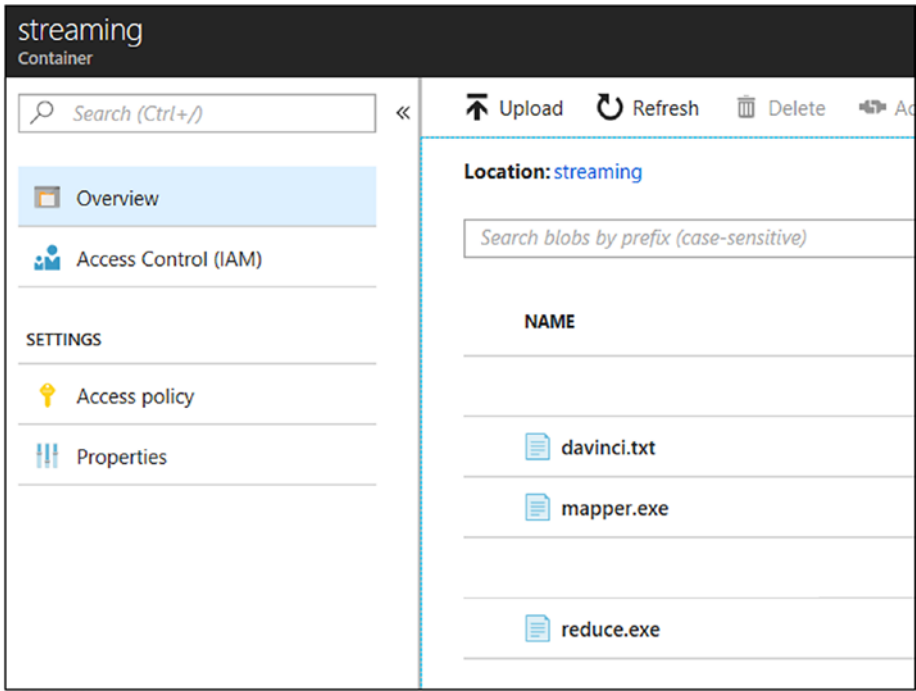 streaming
Container
Search (Ctrl+/)
Overview
Access Control (IAM)
SETTINGS
Access policy
Properties
Upload Refresh Delete Ac
Location: streaming
Search blobs by prefix (case-sensitive)
NAME
davinci.txt
mapper.exe
reduce.exe